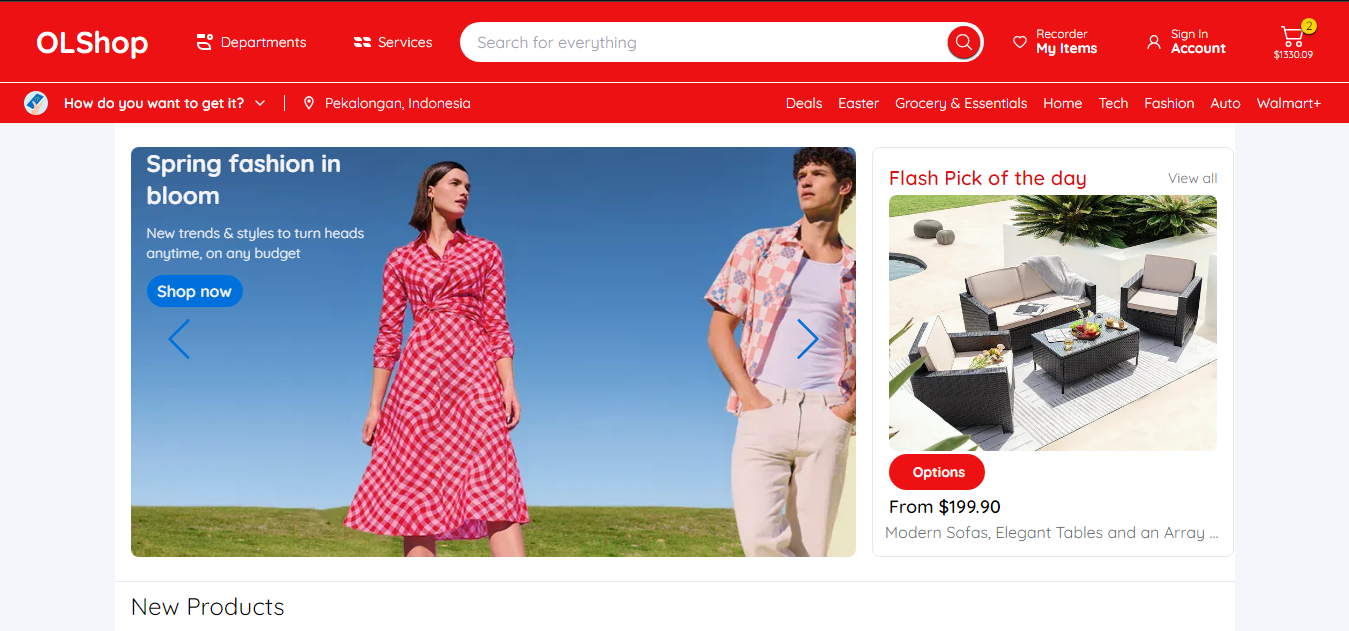 OLShop
Departments
Services
Search for everything
Recorder
My Items
Sign In
Account
2
$1330.09
How do you want to get it?
Pekalongan, Indonesia
Deals
Easter
Grocery & Essentials
Home
Tech
Fashion
Auto
Walmart+
Spring fashion in
bloom
New trends & styles to turn heads
anytime, on any budget
Shop now
Flash Pick of the day
View all
Options
From $199.90
Modern Sofas, Elegant Tables and an Array ...
New Products